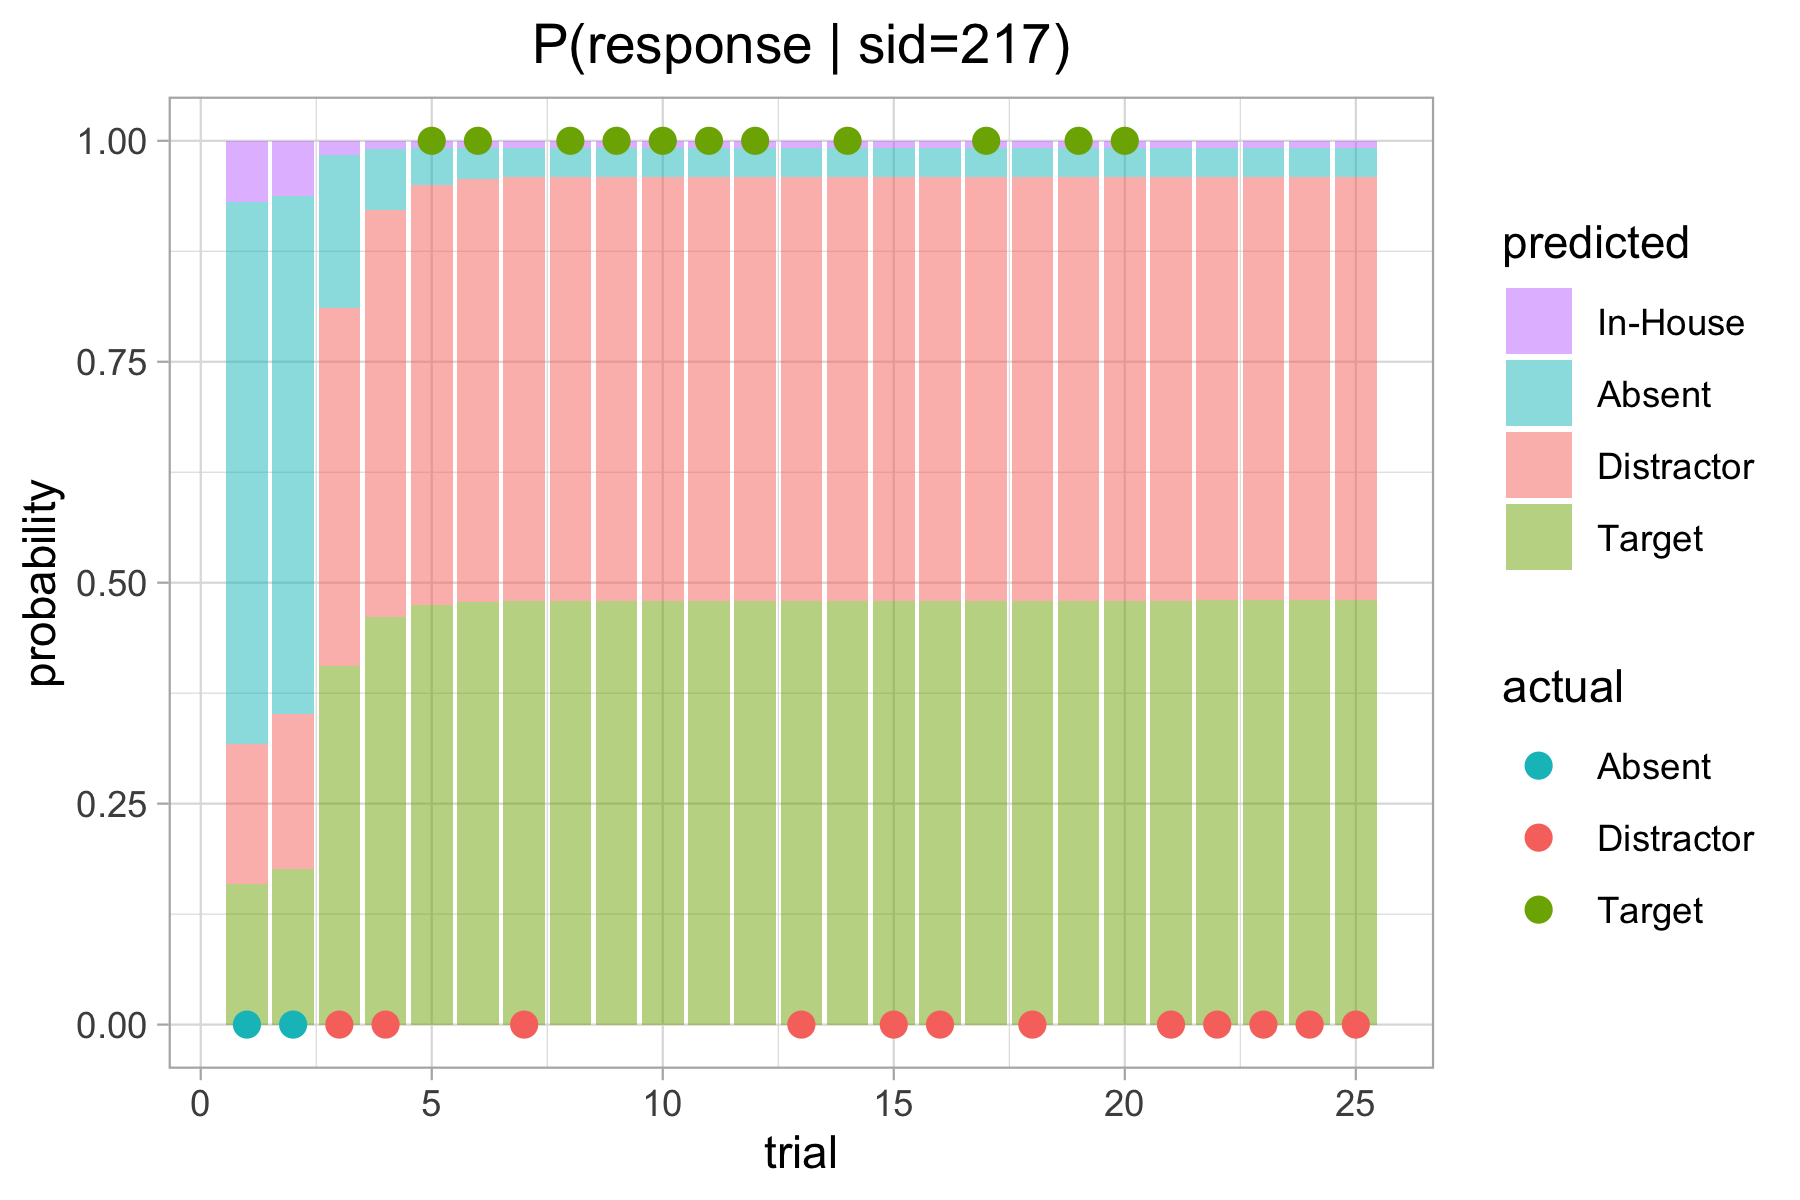 P(response | sid=217)
1.00
0.75
0.50
0.25
0.00
probability
0 5 10 15 20 25
trial
predicted
In-House
Absent
Distractor
Target
actual
Absent
Distractor
Target